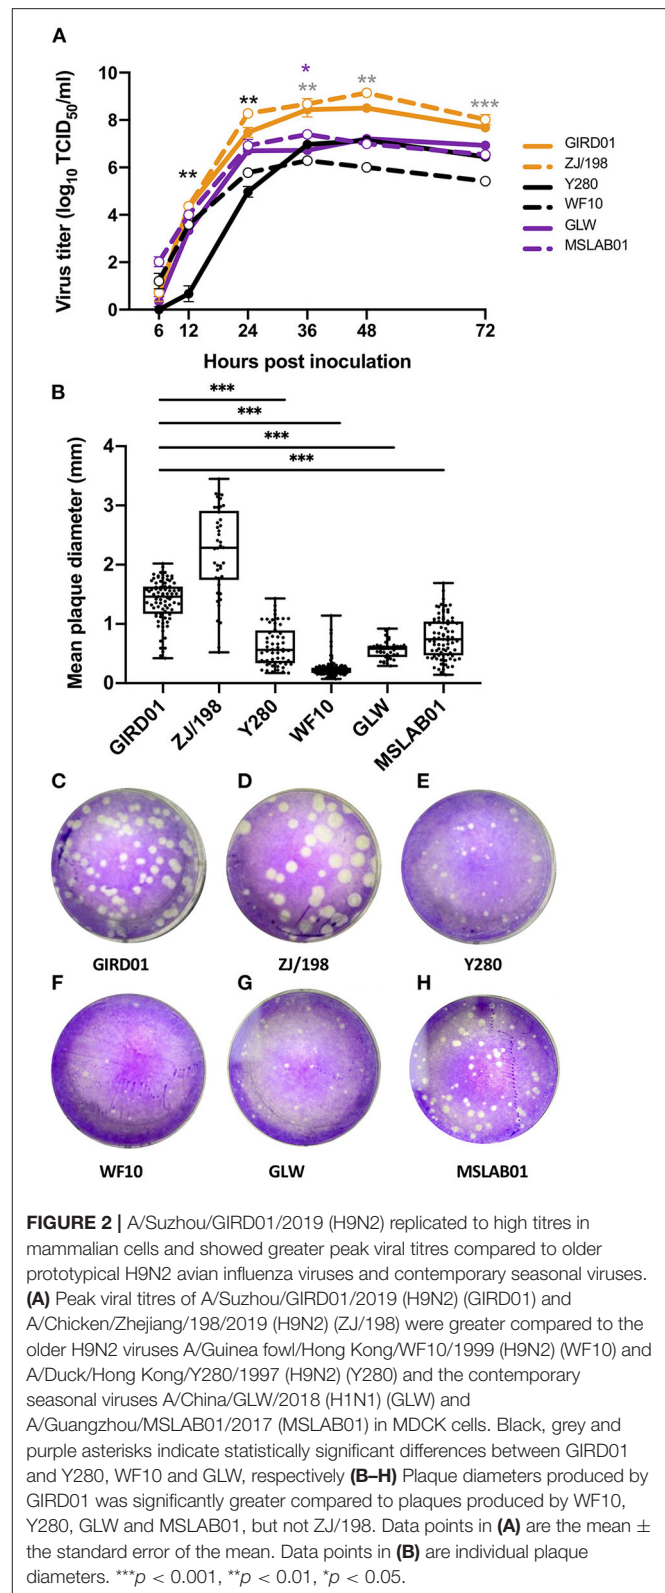 A
Virus titer (log10 TCID50/ml)
10
8
6
4
2
0
**
**
*
**
**
***
6 12 24 36 48 72
Hours post inoculation
GIRD01
ZJ/198
Y280
WF10
GLW
MSLAB01
B
***
***
***
***
Mean plaque diameter (mm)
4
3
2
1
0
GIRD01 ZJ/198 Y280 WF10 GLW MSLAB01
C D E
GIRD01 ZJ/198 Y280
F G H
WF10 GLW MSLAB01
FIGURE 2 | A/Suzhou/GIRD01/2019 (H9N2) replicated to high titres in
mammalian cells and showed greater peak viral titres compared to older
prototypical H9N2 avian influenza viruses and contemporary seasonal viruses.
(A) Peak viral titres of A/Suzhou/GIRD01/2019 (H9N2) (GIRD01) and
A/Chicken/Zhejiang/198/2019 (H9N2) (ZJ/198) were greater compared to the
older H9N2 viruses A/Guinea fowl/Hong Kong/WF10/1999 (H9N2) (WF10) and
A/Duck/Hong Kong/Y280/1997 (H9N2) (Y280) and the contemporary
seasonal viruses A/China/GLW/2018 (H1N1) (GLW) and
A/Guangzhou/MSLAB01/2017 (MSLAB01) in MDCK cells. Black, grey and
purple asterisks indicate statistically significant differences between GIRD01
and Y280, WF10 and GLW, respectively (B–H) Plaque diameters produced by
GIRD01 was significantly greater compared to plaques produced by WF10,
Y280, GLW and MSLAB01, but not ZJ/198. Data points in (A) are the mean ±
the standard error of the mean. Data points in (B) are individual plaque
diameters. ***p < 0.001, **p < 0.01, *p < 0.05.